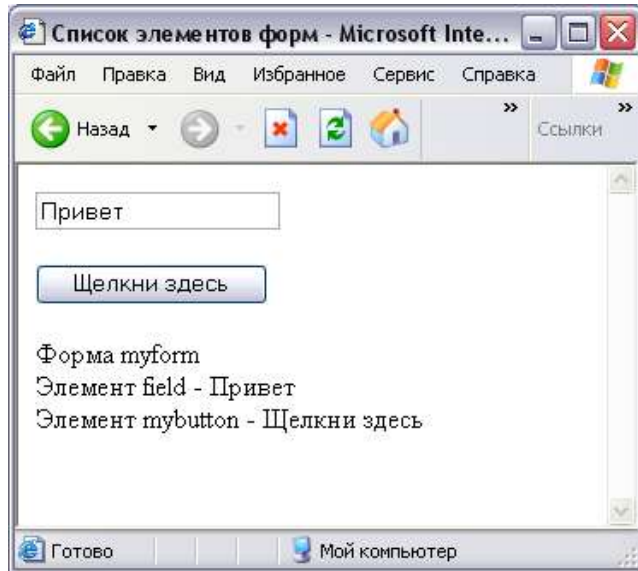 Список элементов форм - Microsoft Inte...
Файл Правка Вид Избранное Сервис Справка
Назад » Ссылки »
Привет
Щелкни здесь
Форма myform
Элемент field - Привет
Элемент mybutton - Щелкни здесь
Готово Мой компьютер